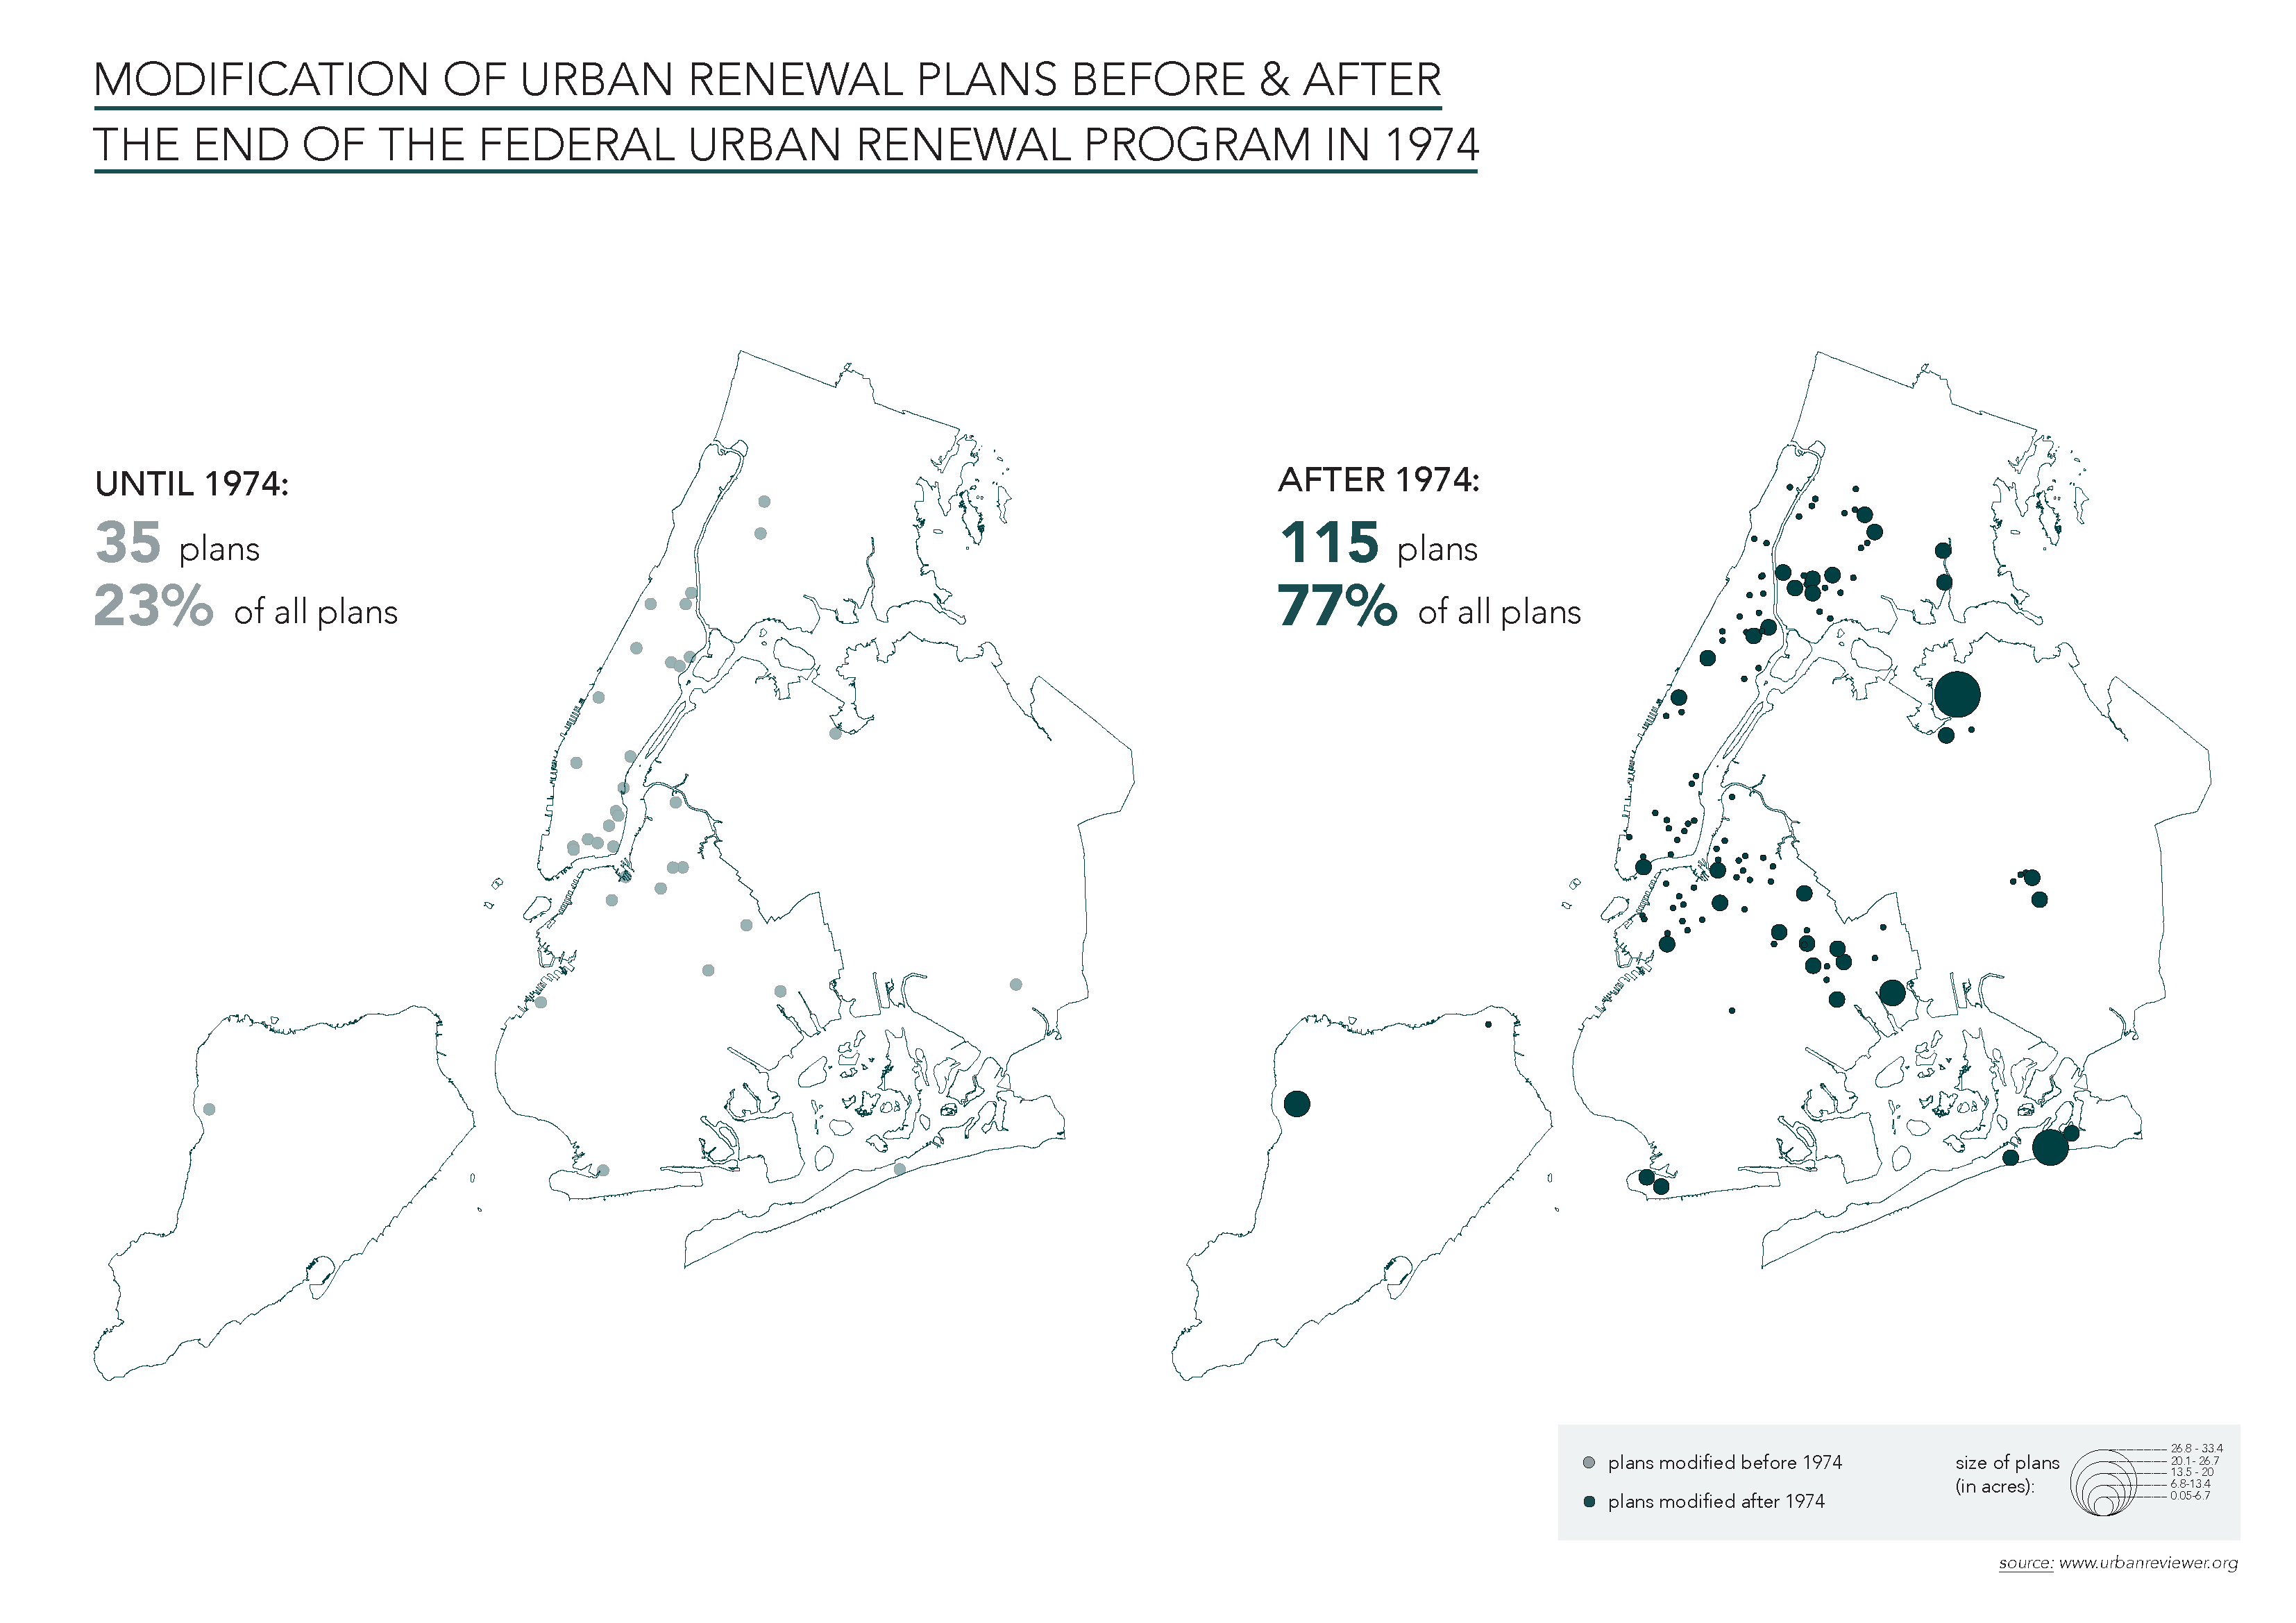 MODIFICATION OF URBAN RENEWAL PLANS BEFORE & AFTER
THE END OF THE FEDERAL URBAN RENEWAL PROGRAM IN 1974
UNTIL 1974:
35 plans
23% of all plans
AFTER 1974:
115 plans
77% of all plans
plans modified before 1974
plans modified after 1974
size of plans
(in acres):
26.8 - 33.4
20.1 - 26.7
13.5 - 20
6.8-13.4
0.05-6.7
source: www.urbanreviewer.org